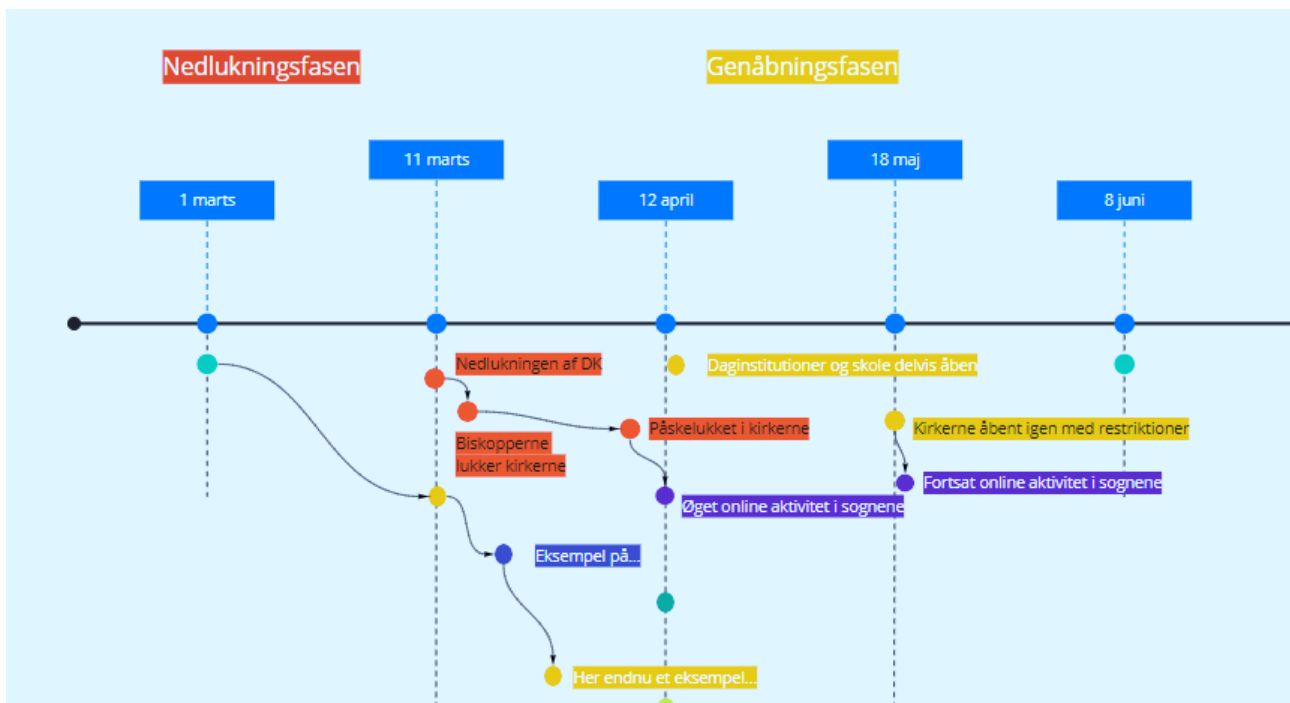 Nedlukningsfasen
Genåbningsfasen
11 marts
18 maj
1 marts
12 april
8 juni
Nedlukningen af DK
Daginstitutioner og skole delvis åben
Biskopperne
lukker kirkerne
Påskelukket i kirkerne
Kirkerne åbent igen med restriktioner
Fortsat online aktivitet i sognene
Øget online aktivitet i sognene
Eksempel på...
Her endnu et eksempel...